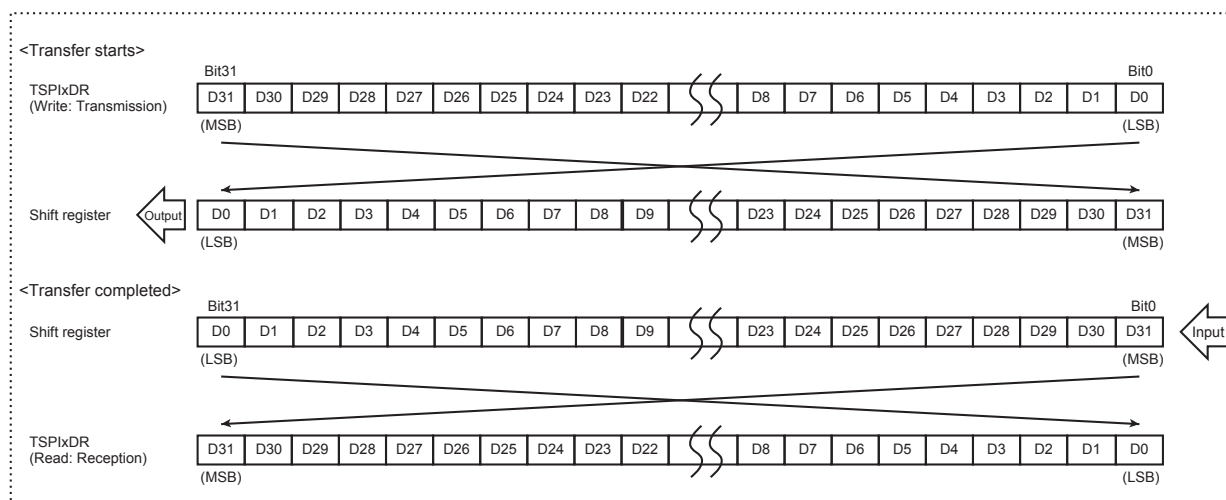 <Transfer starts>
Bit31 Bit0
TSPIxDR
(Write: Transmission)
D31 D30 D29 D28 D27 D26 D25 D24 D23 D22 D8 D7 D6 D5 D4 D3 D2 D1 D0
(MSB) (LSB)
Shift register Output D0 D1 D2 D3 D4 D5 D6 D7 D8 D9 D23 D24 D25 D26 D27 D28 D29 D30 D31
(LSB) (MSB)
<Transfer completed>
Bit31 Bit0
Shift register D0 D1 D2 D3 D4 D5 D6 D7 D8 D9 D23 D24 D25 D26 D27 D28 D29 D30 D31 Input
(LSB) (MSB)
TSPIxDR
(Read: Reception)
D31 D30 D29 D28 D27 D26 D25 D24 D23 D22 D8 D7 D6 D5 D4 D3 D2 D1 D0
(MSB) (LSB)